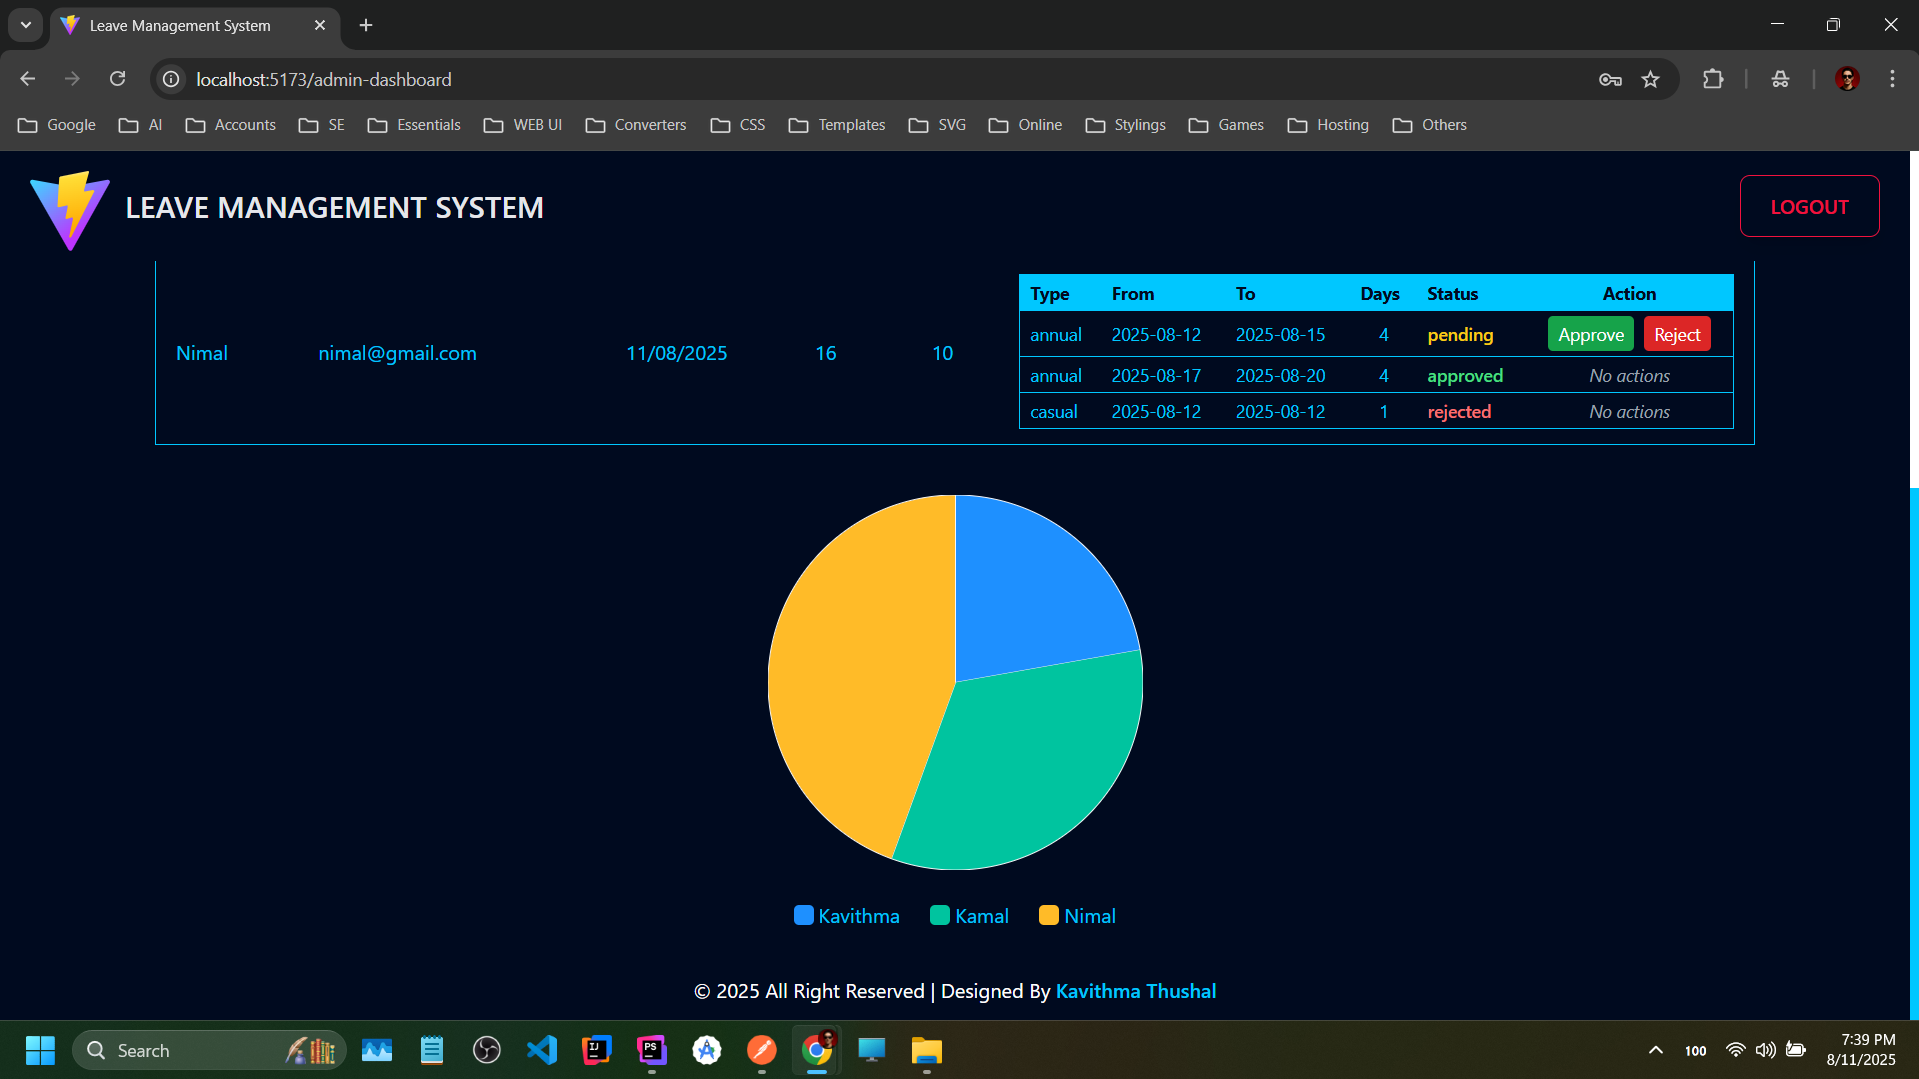 Leave Management System
localhost:5173/admin-dashboard
Google AI Accounts SE Essentials WEB UI Converters CSS Templates SVG Online Stylings Games Hosting Others
LEAVE MANAGEMENT SYSTEM LOGOUT
Type From To Days Status Action
annual 2025-08-12 2025-08-15 4 pending Approve Reject
Nimal nimal@gmail.com 11/08/2025 16 10
annual 2025-08-17 2025-08-20 4 approved No actions
casual 2025-08-12 2025-08-12 1 rejected No actions
Kavithma Kamal Nimal
© 2025 All Right Reserved | Designed By Kavithma Thushal
Search IJ PS 100 7:39 PM
8/11/2025